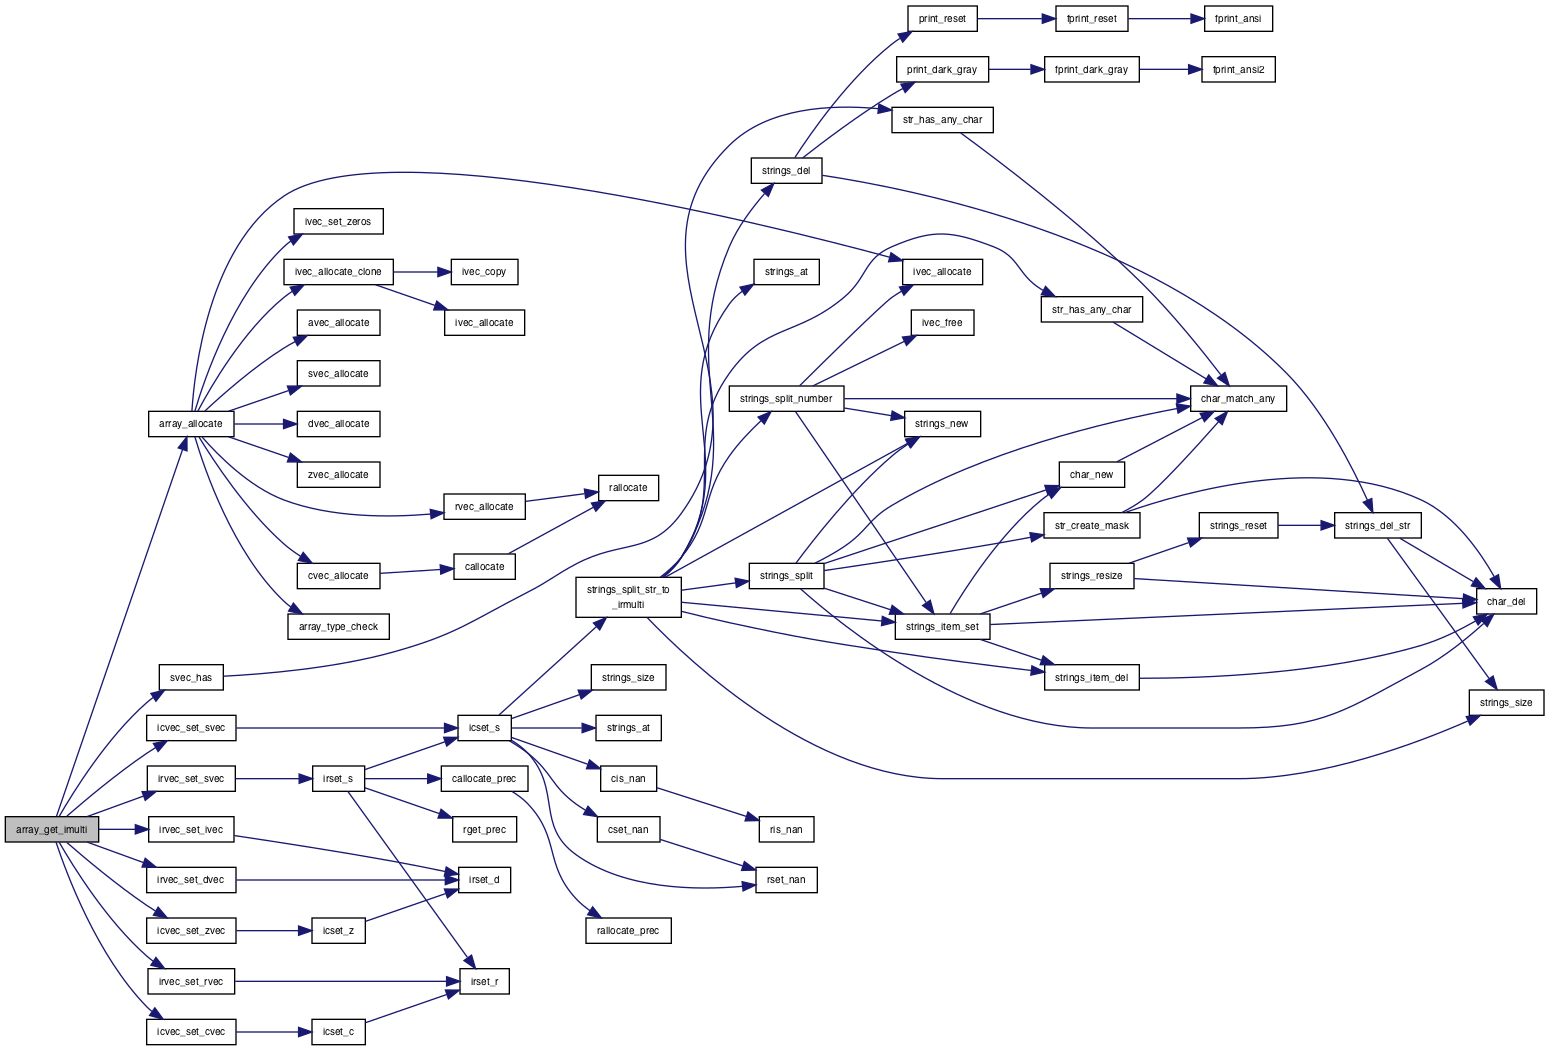 print_reset
fprint_reset
fprint_ansi
print_dark_gray
fprint_dark_gray
fprint_ansi2
str_has_any_char
strings_del
ivec_set_zeros
ivec_allocate_clone
ivec_copy
strings_at
ivec_allocate
str_has_any_char
avec_allocate
ivec_allocate
ivec_free
svec_allocate
strings_split_number
char_match_any
array_allocate
dvec_allocate
strings_new
zvec_allocate
char_new
rallocate
rvec_allocate
str_create_mask
strings_reset
strings_del_str
callocate
cvec_allocate
strings_split
strings_resize
strings_split_str_to
_irmulti
char_del
array_type_check
strings_item_set
svec_has
strings_size
strings_item_del
strings_size
icvec_set_svec
icset_s
strings_at
irvec_set_svec
irset_s
callocate_prec
cis_nan
array_get_imulti
irvec_set_ivec
rget_prec
cset_nan
ris_nan
irvec_set_dvec
irset_d
rset_nan
icvec_set_zvec
icset_z
rallocate_prec
irvec_set_rvec
irset_r
icvec_set_cvec
icset_c